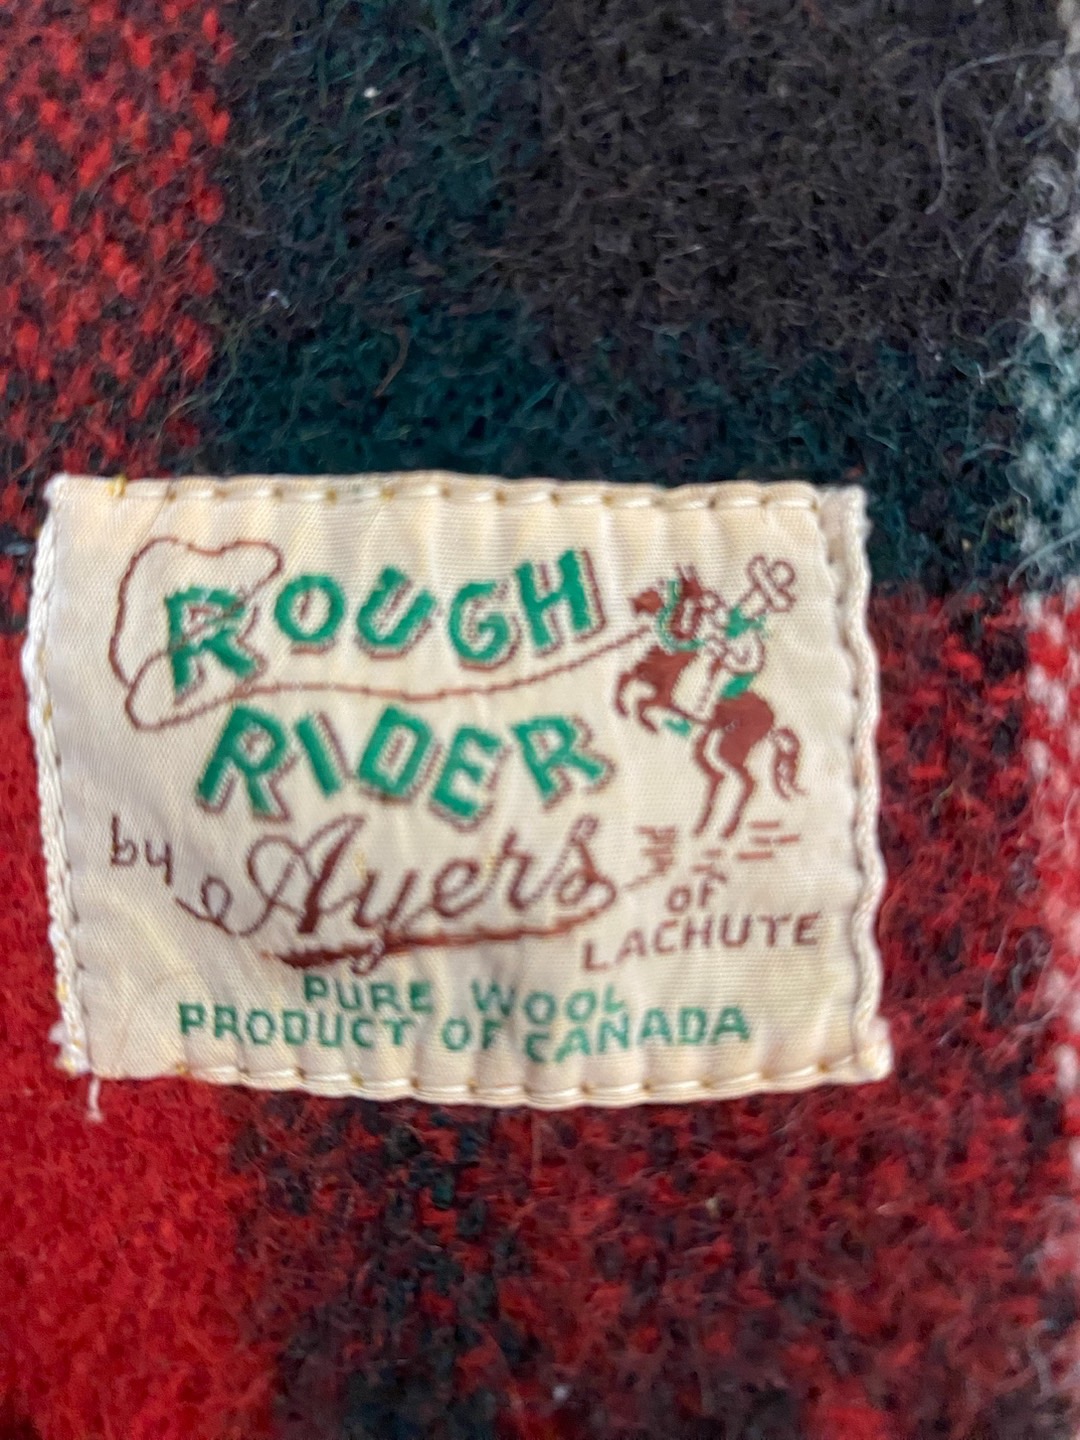 ROUGH
RIDER
by Ayers
OF
LACHUTE
PURE WOOL
PRODUCT OF CANADA